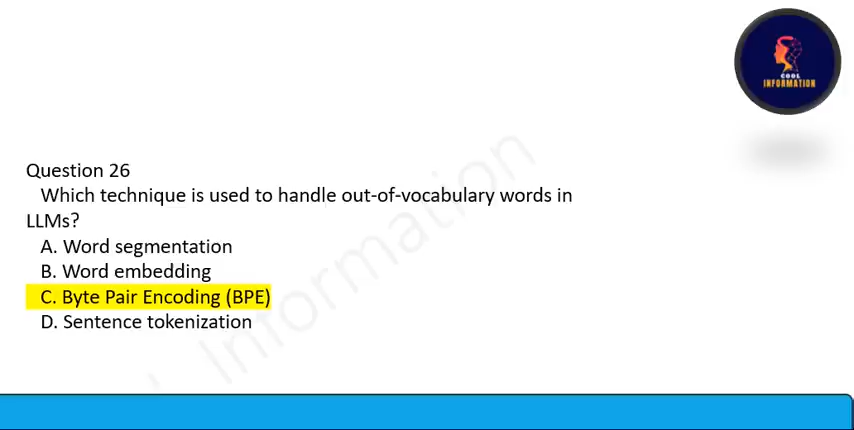 COOL
INFORMATION
Question 26
Which technique is used to handle out-of-vocabulary words in
LLMs?
A. Word segmentation
B. Word embedding
C. Byte Pair Encoding (BPE)
D. Sentence tokenization
Information